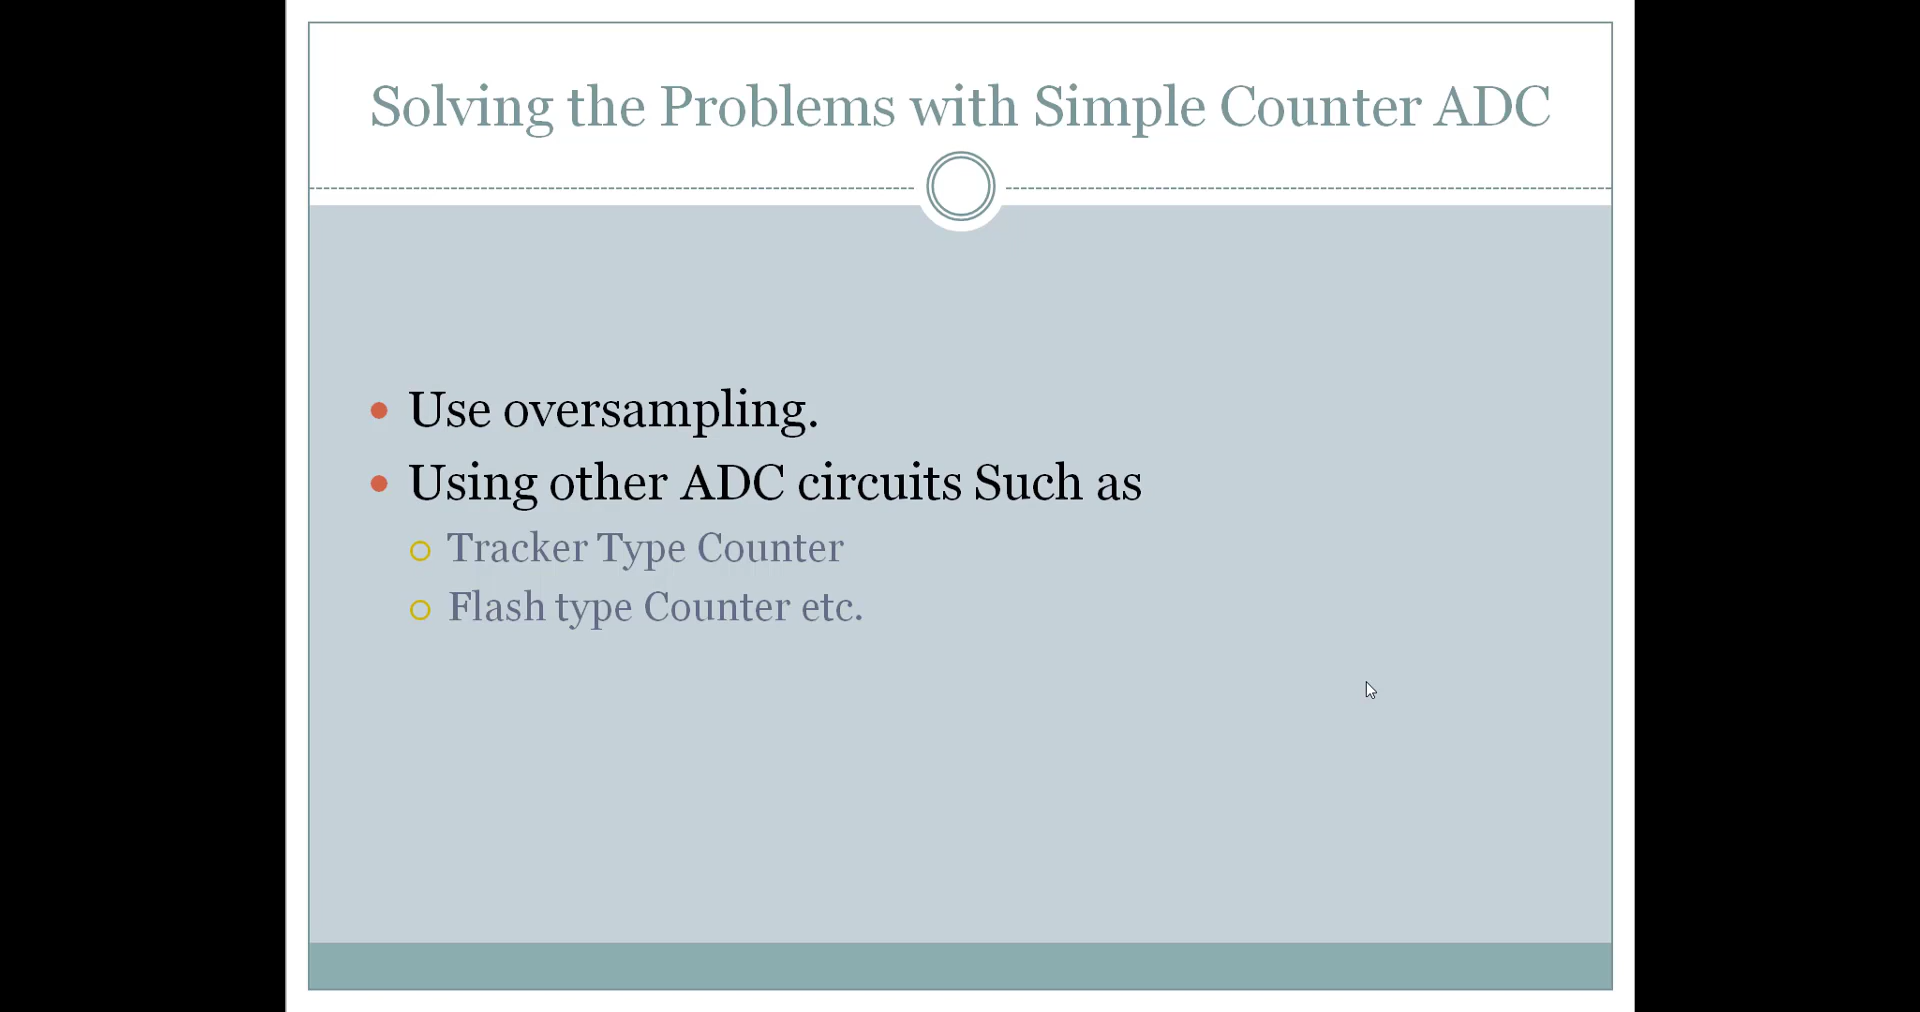 Solving the Problems with Simple Counter ADC
Use oversampling.
Using other ADC circuits Such as
Tracker Type Counter
Flash type Counter etc.